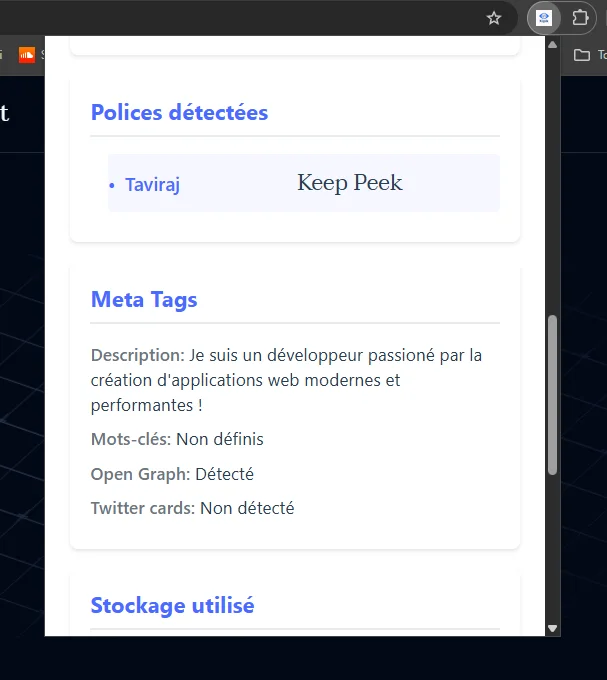 t
Polices détectées
• Taviraj Keep Peek
Meta Tags
Description: Je suis un développeur passioné par la
création d'applications web modernes et
performantes !
Mots-clés: Non définis
Open Graph: Détecté
Twitter cards: Non détecté
Stockage utilisé